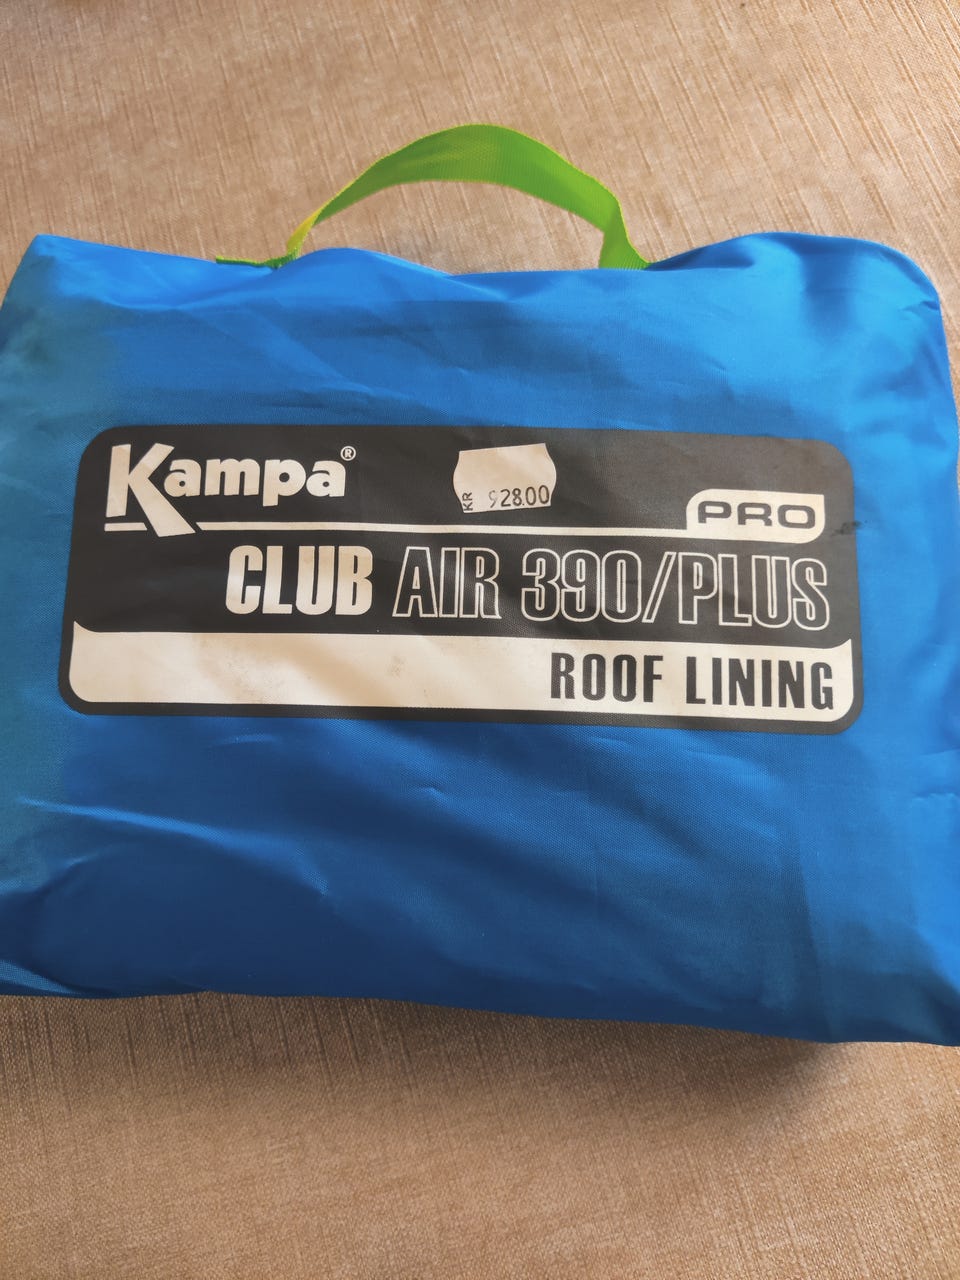 Kampa®
KR 928.00
PRO
CLUB AIR 390/PLUS
ROOF LINING